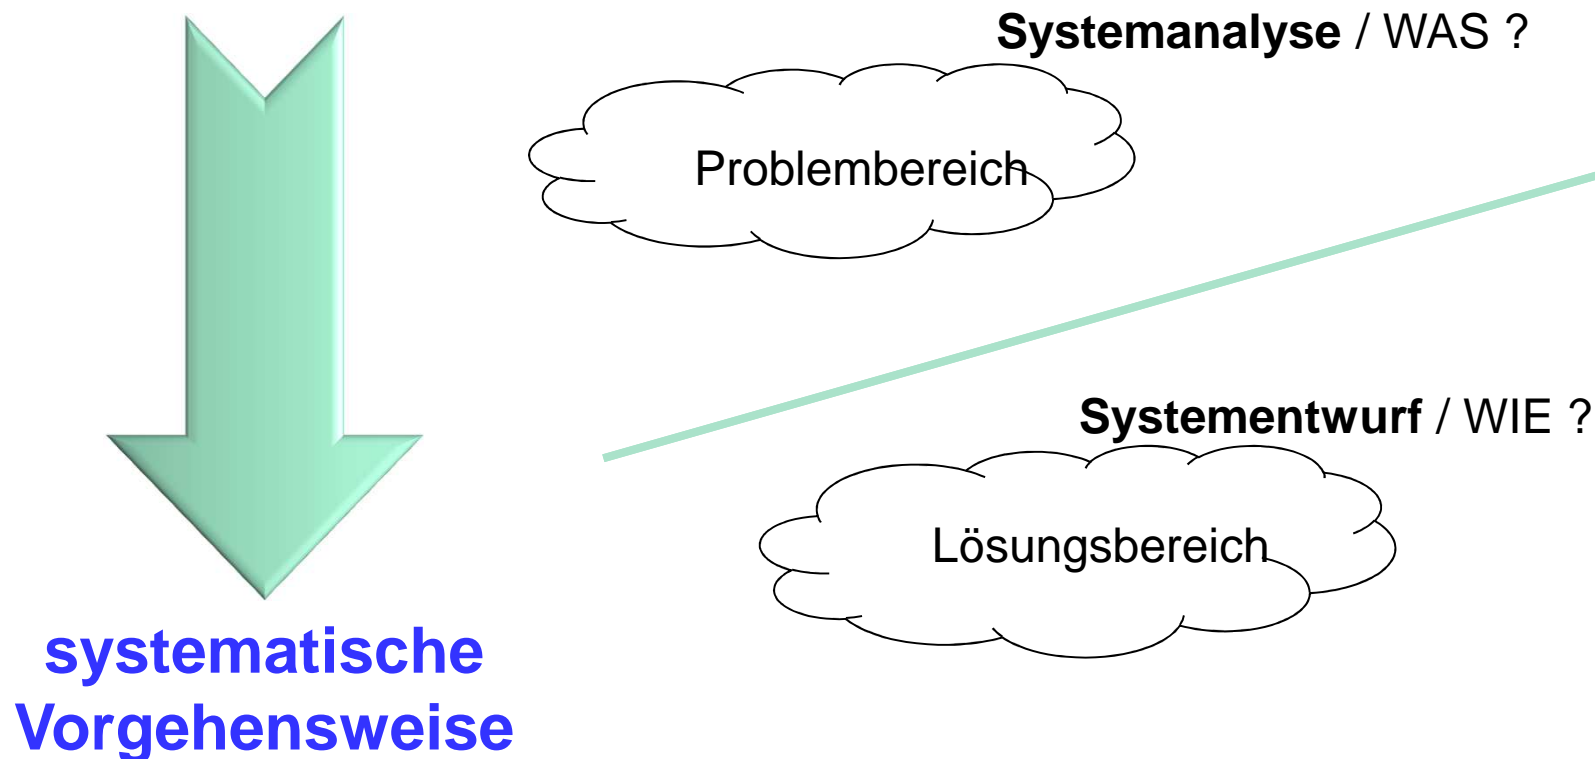 Systemanalyse / WAS ?
Problembereich
Systementwurf / WIE ?
Lösungsbereich
systematische
Vorgehensweise